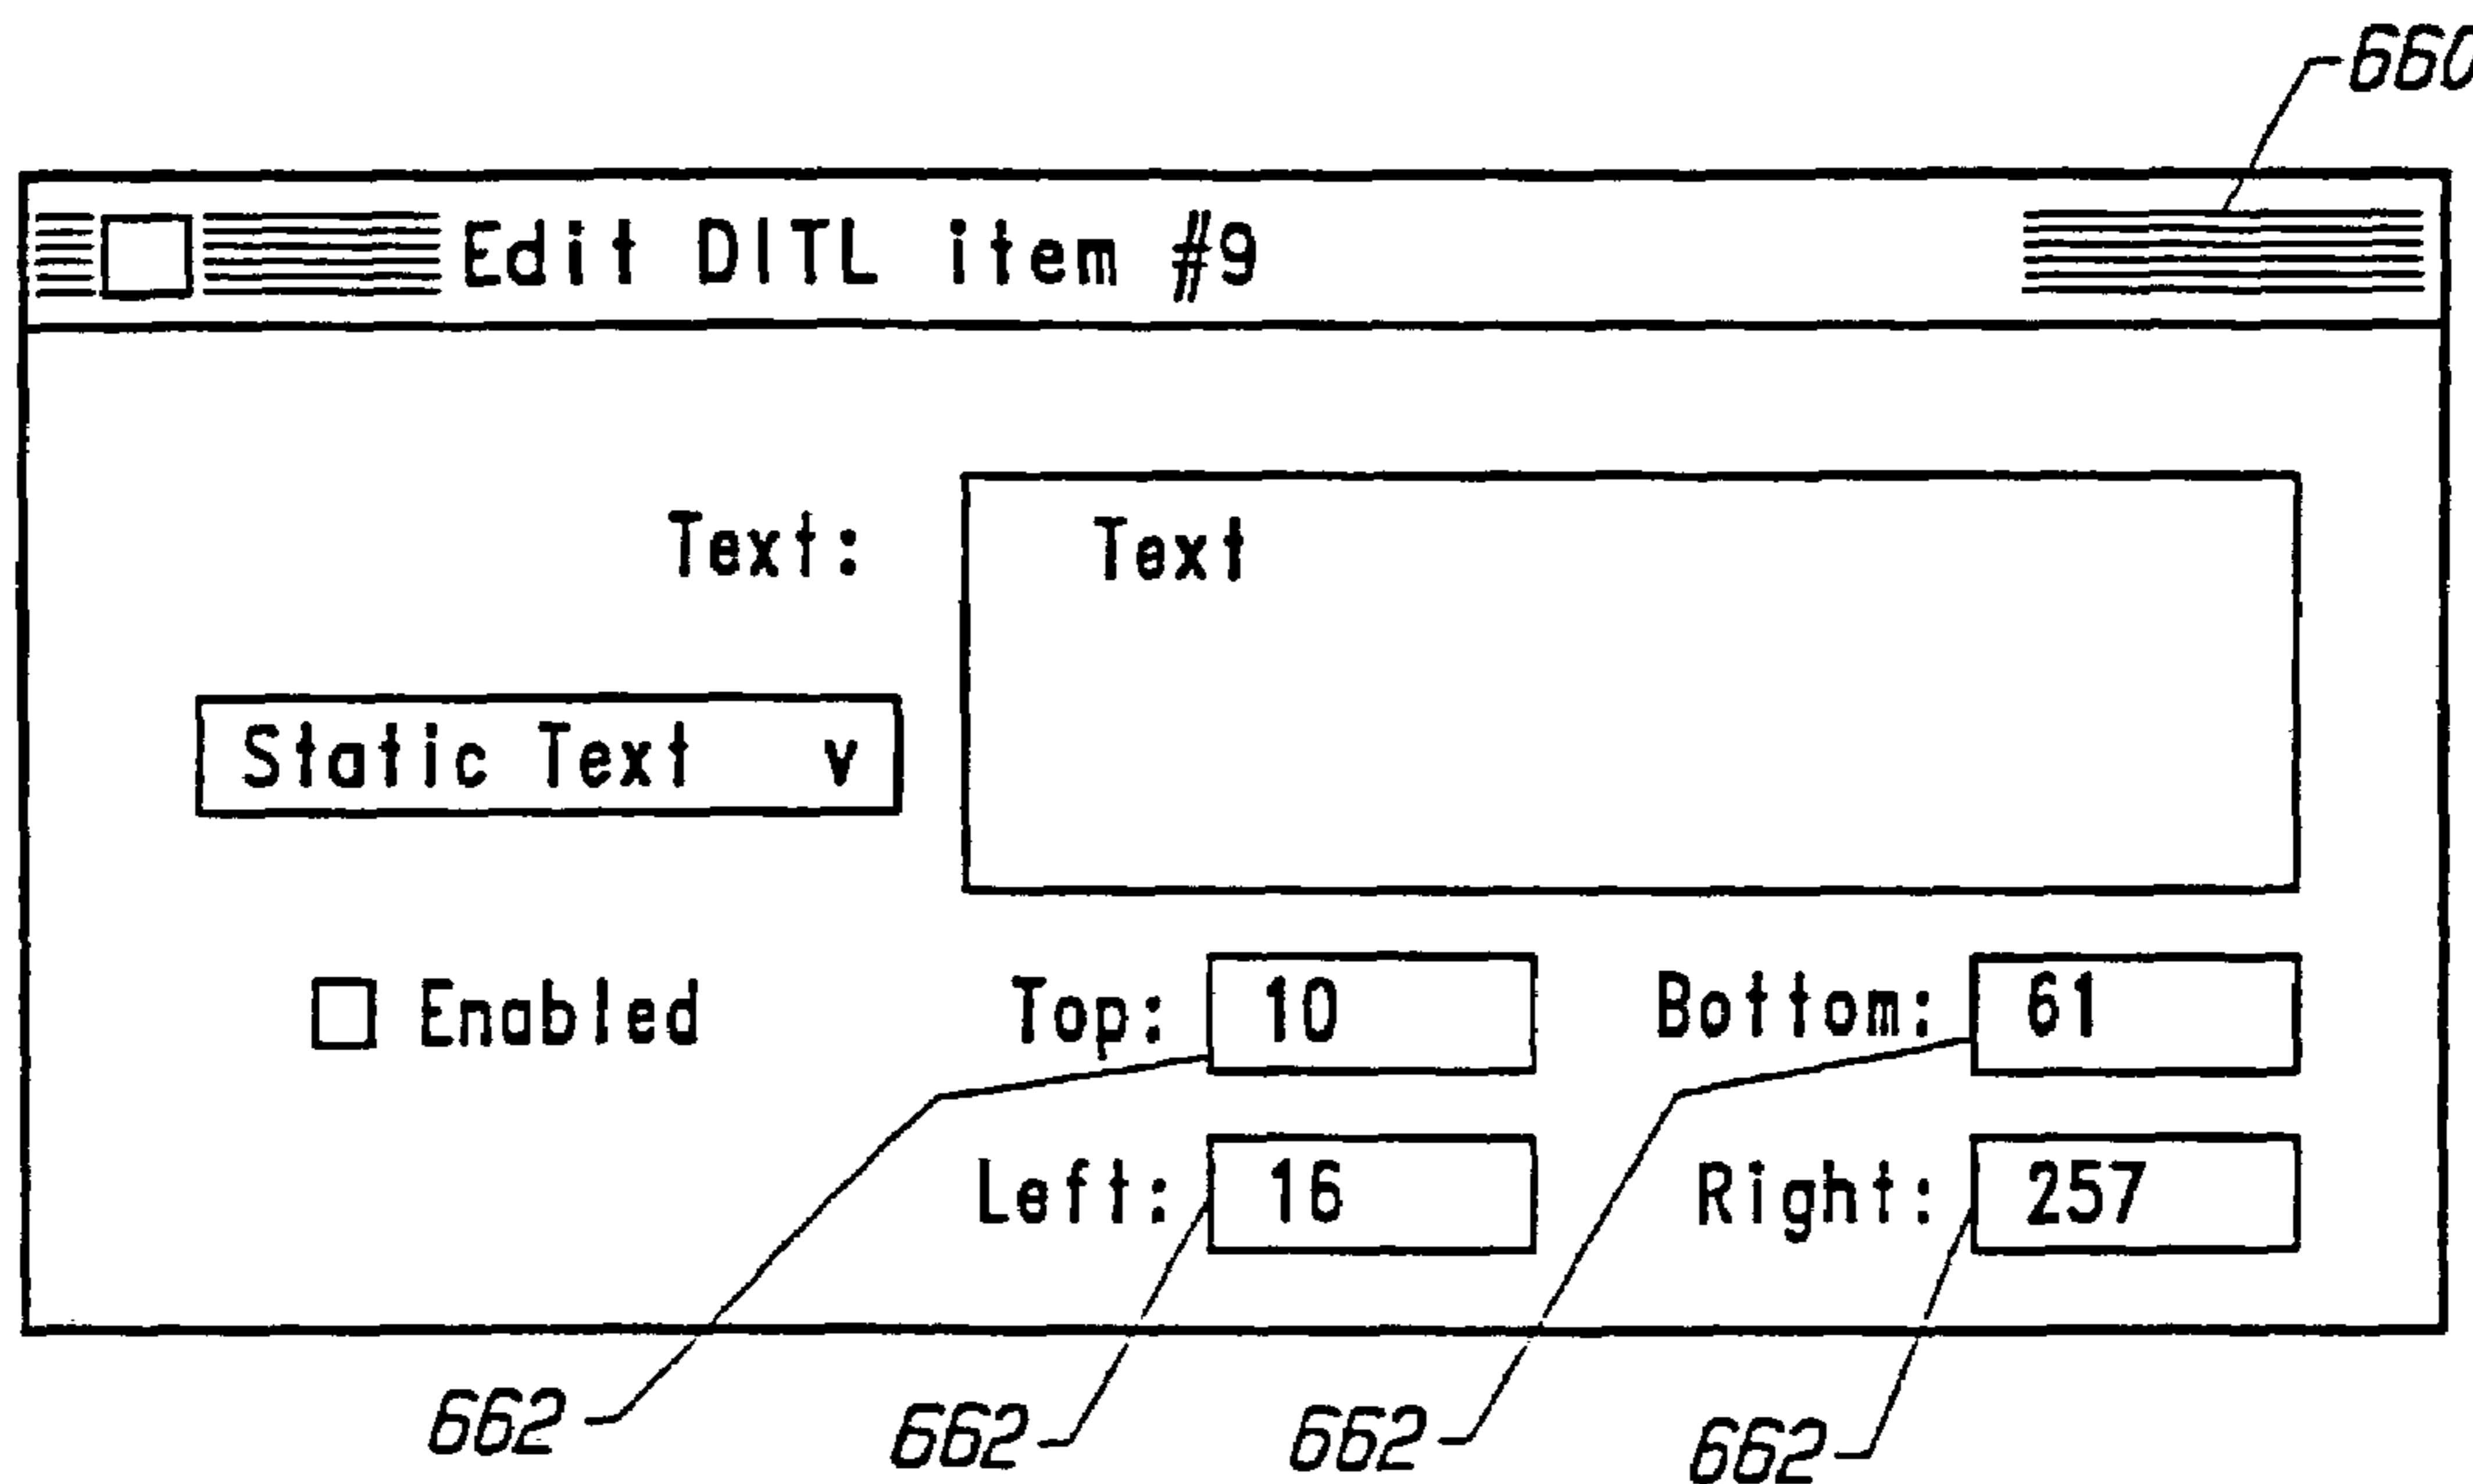 660
Edit DITL item #9
Text: Text
Static Text v
Enabled Top: 10 Bottom: 61
Left: 16 Right: 257
662 662 662 662